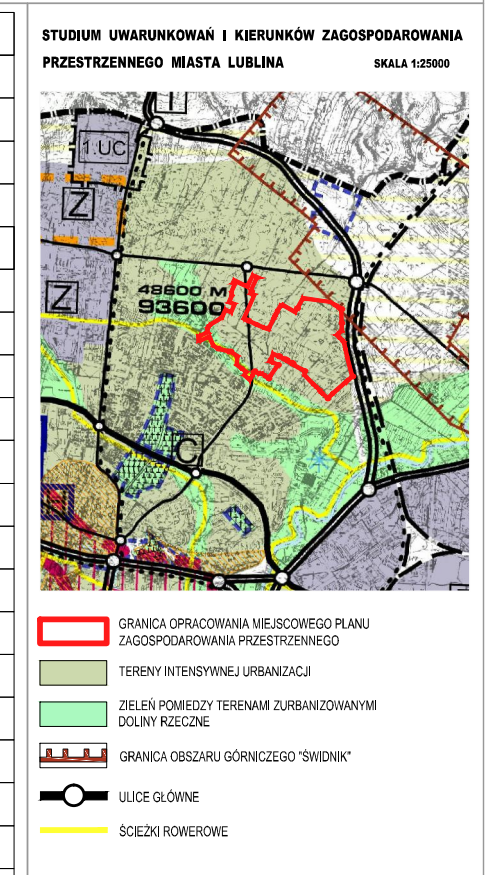 STUDIUM UWARUNKOWAŃ I KIERUNKÓW ZAGOSPODAROWANIA
PRZESTRZENNEGO MIASTA LUBLINA
SKALA 1:25000
1.UC
Z
Z
48600 M
93600
C
GRANICA OPRACOWANIA MIEJSCOWEGO PLANU
ZAGOSPODAROWANIA PRZESTRZENNEGO
TERENY INTENSYWNEJ URBANIZACJI
ZIELEŃ POMIEDZY TERENAMI ZURBANIZOWANYMI
DOLINY RZECZNE
GRANICA OBSZARU GÓRNICZEGO "ŚWIDNIK"
ULICE GŁÓWNE
ŚCIEŻKI ROWEROWE